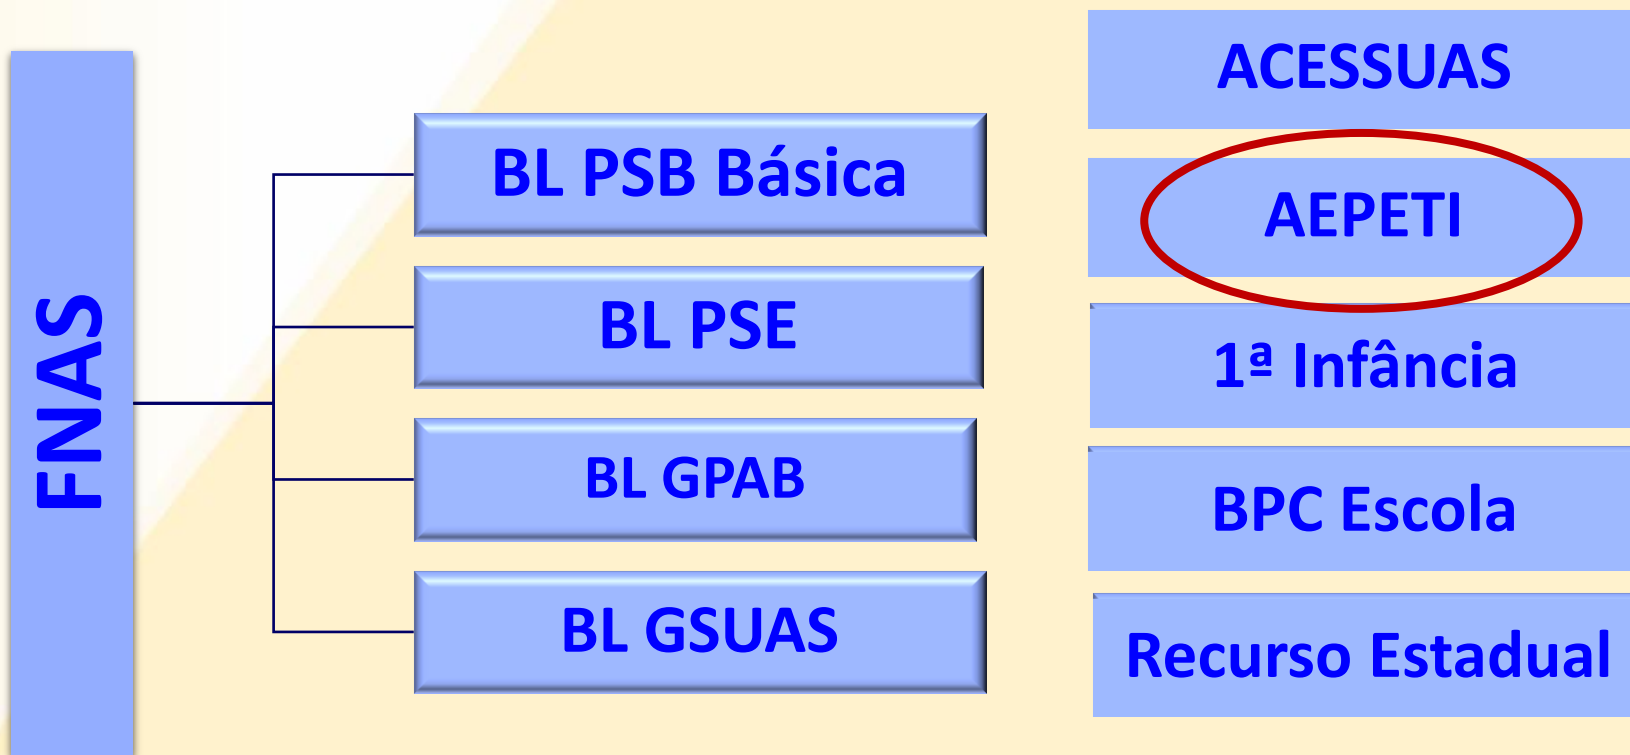 FNAS
BL PSB Básica
BL PSE
BL GPAB
BL GSUAS
ACESSUAS
AEPETI
1ª Infância
BPC Escola
Recurso Estadual